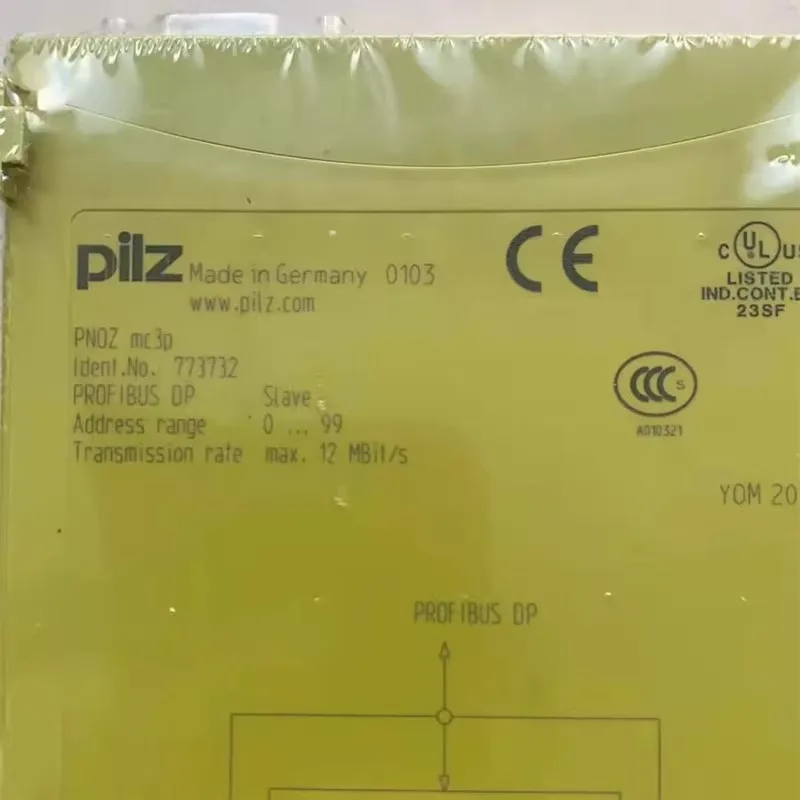 pilz Made in Germany 0103
www.pilz.com
CE
C UL US
LISTED
IND.CONT.E
23SF
PNOZ mc3p
Ident.No. 773732
PROFIBUS DP Slave
Address range 0 ... 99
Transmission rate max. 12 MBit/s
CCC S
A010321
YOM 20
PROFIBUS DP